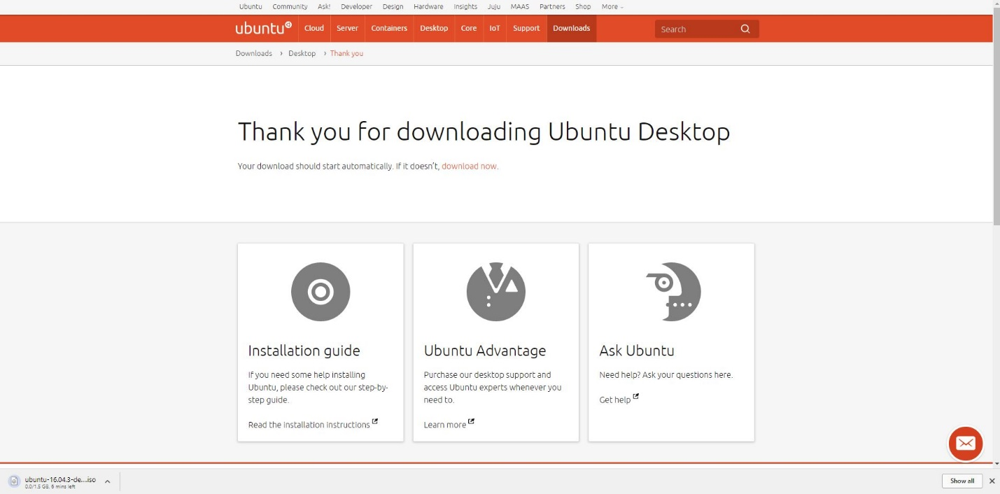 Ubuntu Community Ask! Developer Design Hardware Insights Juju MAAS Partners Shop More
ubuntu Cloud Server Containers Desktop Core IoT Support Downloads Search
Downloads › Desktop › Thank you
Thank you for downloading Ubuntu Desktop
Your download should start automatically. If it doesn't, download now.
Installation guide
If you need some help installing
Ubuntu, please check out our step-by-
step guide.
Read the installation instructions
Ubuntu Advantage
Purchase our desktop support and
access Ubuntu experts whenever you
need to.
Learn more
Ask Ubuntu
Need help? Ask your questions here.
Get help
ubuntu-16.04.3-de....iso
0.0/1.5 GB, 6 mins left
Show all